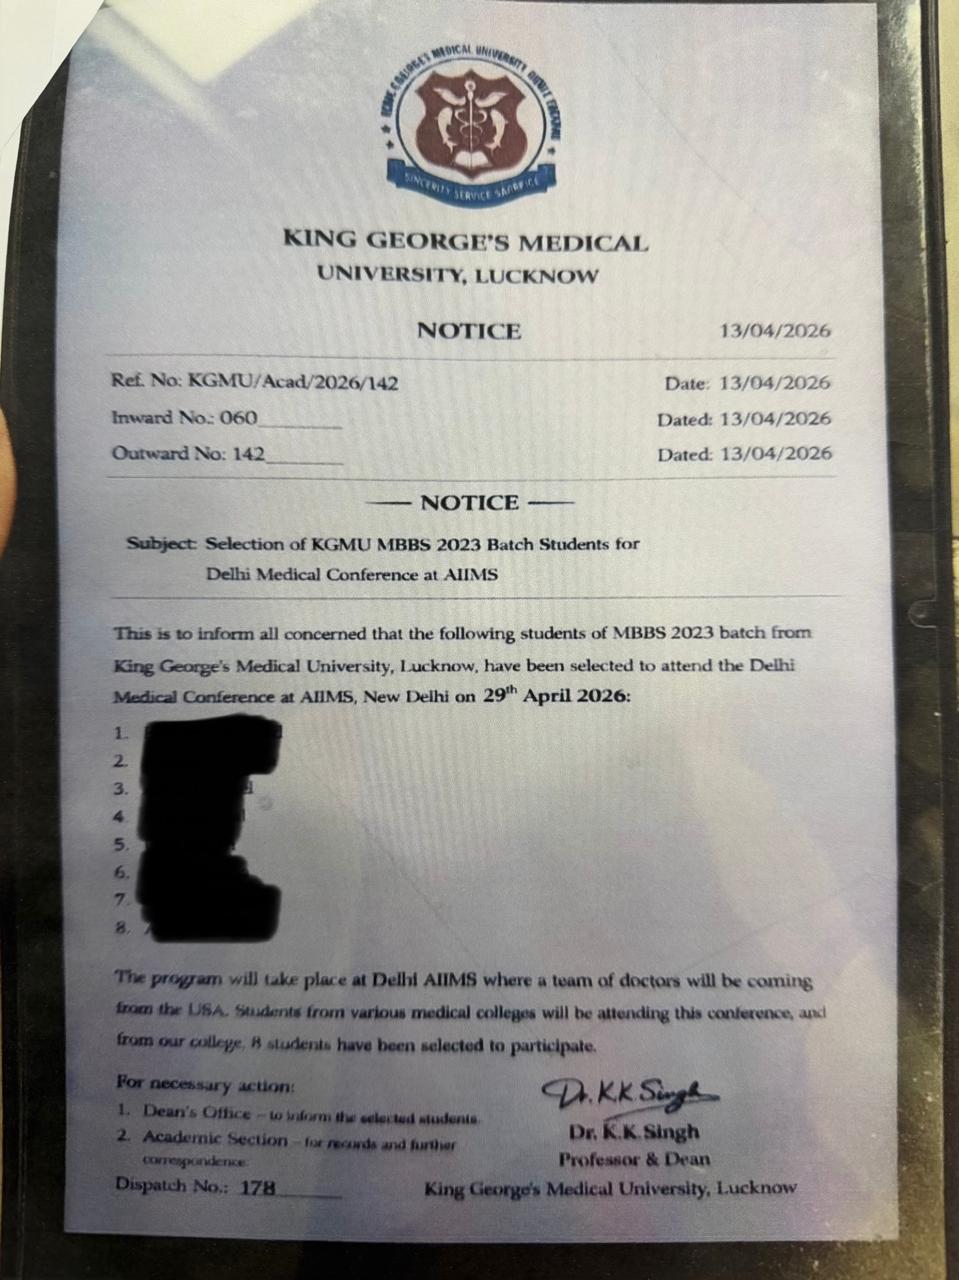 KING GEORGE'S MEDICAL UNIVERSITY
SINCERITY SERVICE SACRIFICE
KING GEORGE'S MEDICAL
UNIVERSITY, LUCKNOW
NOTICE 13/04/2026
Ref. No: KGMU/Acad/2026/142 Date: 13/04/2026
Inward No.: 060________ Dated: 13/04/2026
Outward No: 142_______ Dated: 13/04/2026
NOTICE
Subject: Selection of KGMU MBBS 2023 Batch Students for
Delhi Medical Conference at AIIMS
This is to inform all concerned that the following students of MBBS 2023 batch from
King George's Medical University, Lucknow, have been selected to attend the Delhi
Medical Conference at AIIMS, New Delhi on 29th April 2026:
1.
2.
3.
4
5.
6.
7.
8.
The program will take place at Delhi AIIMS where a team of doctors will be coming
from the USA. Students from various medical colleges will be attending this conference, and
from our college, 8 students have been selected to participate.
For necessary action:
1. Dean's Office – to inform the selected students.
2. Academic Section – for records and further
correspondence.
Dispatch No.: 178_______
Dr. K.K Singh
Dr. K.K.Singh
Professor & Dean
King George's Medical University, Lucknow